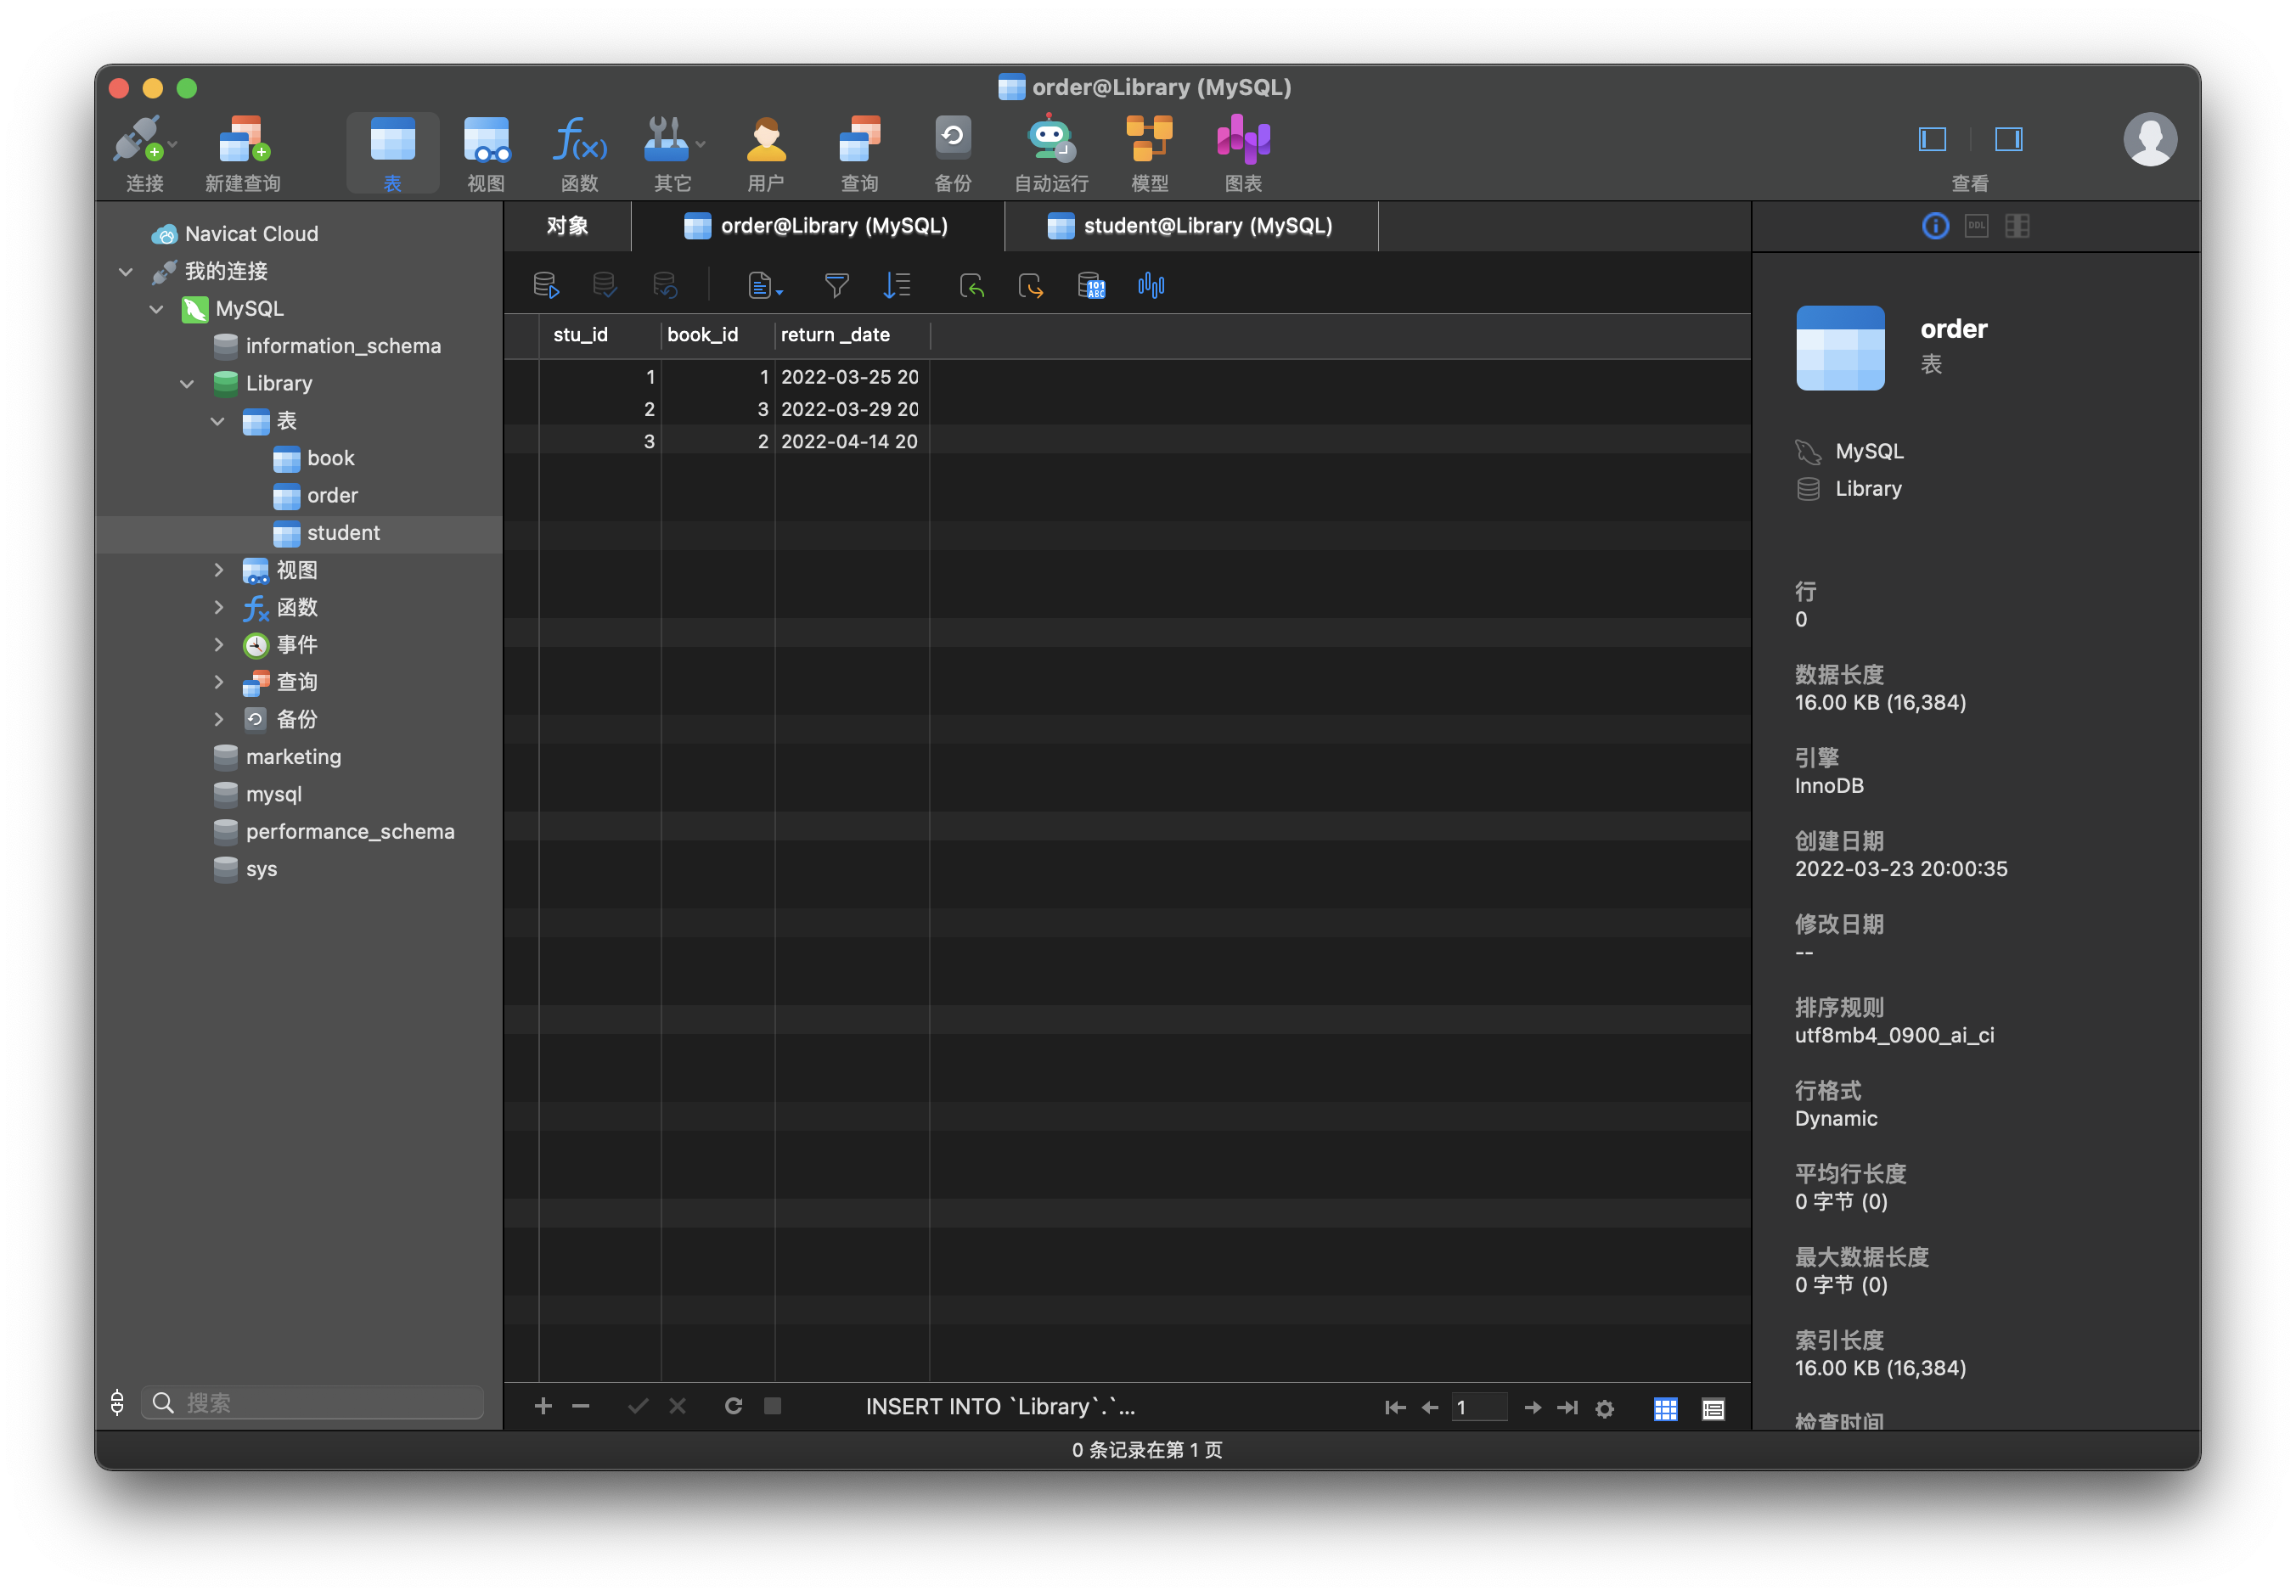 order@Library (MySQL)
连接
新建查询
表
视图
函数
其它
用户
查询
备份
自动运行
模型
图表
查看
Navicat Cloud
我的连接
MySQL
information_schema
Library
表
book
order
student
视图
函数
事件
查询
备份
marketing
mysql
performance_schema
sys
搜索
对象
order@Library (MySQL)
student@Library (MySQL)
stu_id book_id return _date
1 1 2022-03-25 20
2 3 2022-03-29 20
3 2 2022-04-14 20
INSERT INTO `Library`.`...
1
DDL
order
表
MySQL
Library
行
0
数据长度
16.00 KB (16,384)
引擎
InnoDB
创建日期
2022-03-23 20:00:35
修改日期
--
排序规则
utf8mb4_0900_ai_ci
行格式
Dynamic
平均行长度
0 字节 (0)
最大数据长度
0 字节 (0)
索引长度
16.00 KB (16,384)
检查时间
0 条记录在第 1 页